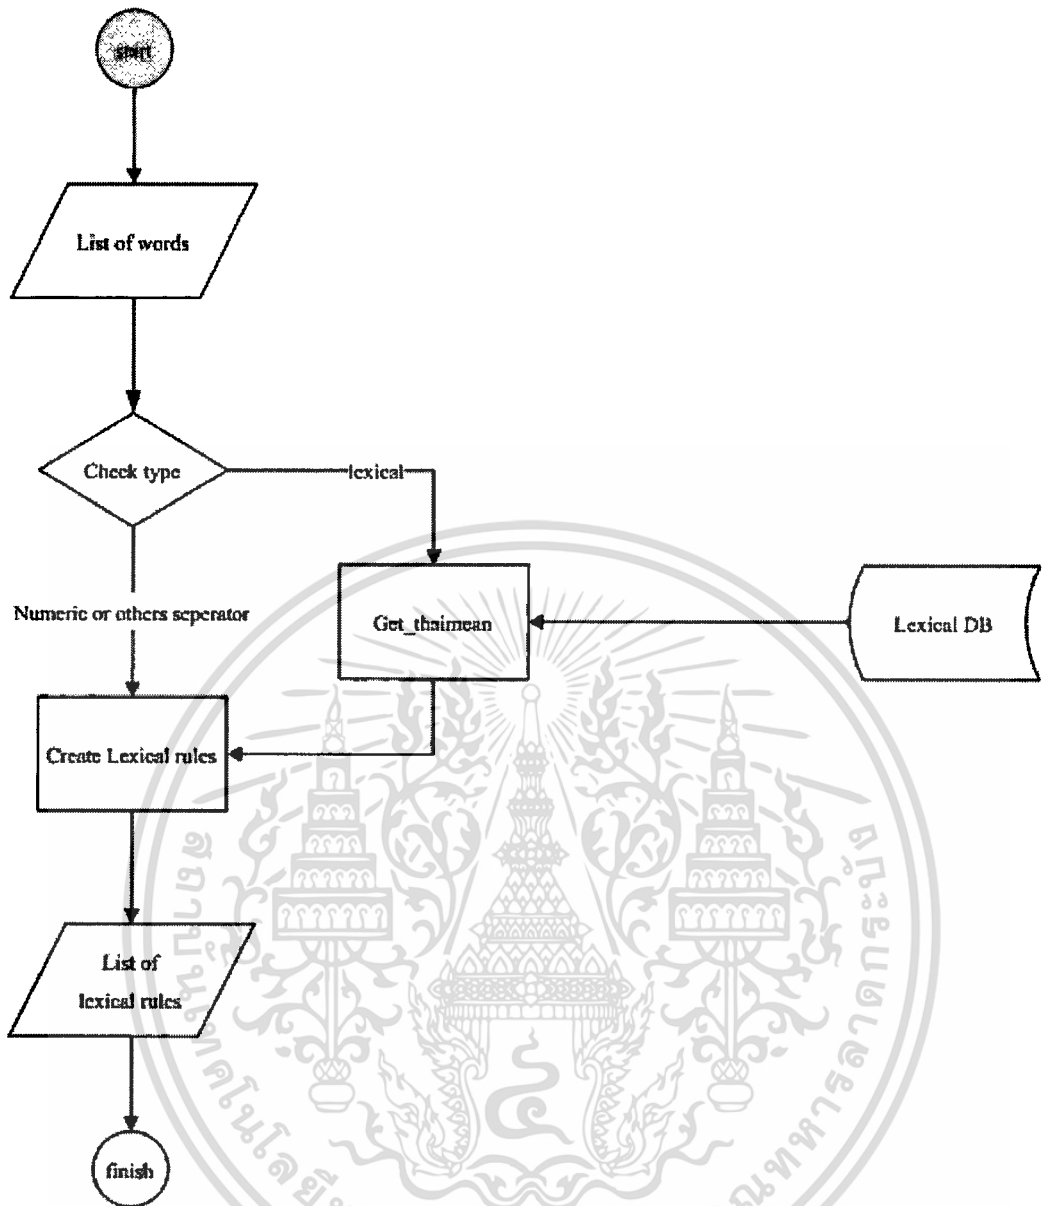 start
List of words
Check type
lexical
Numeric or others seperator
Get_thaimean
Lexical DB
Create Lexical rules
List of
lexical rules
finish